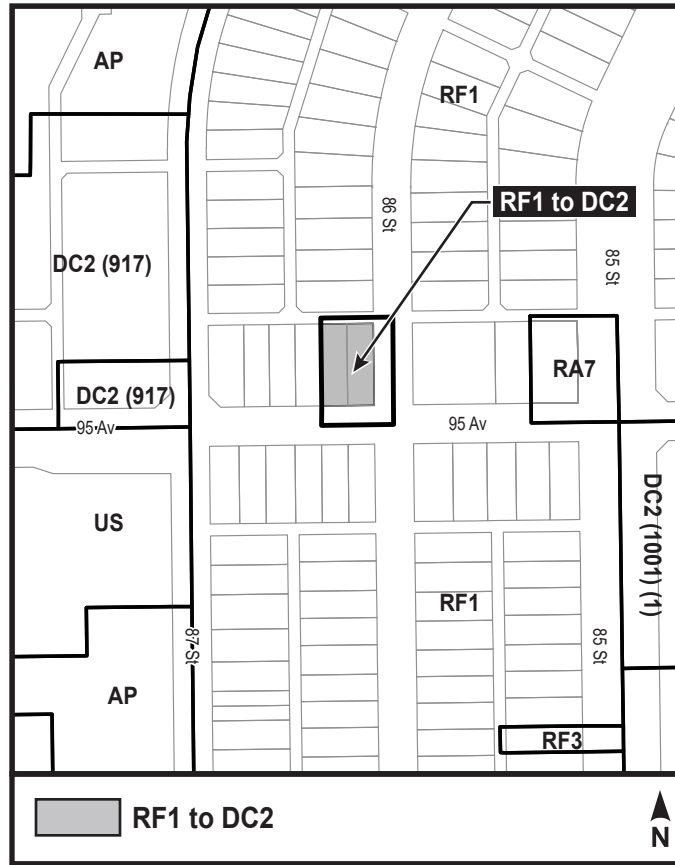 AP
RF1
RF1 to DC2
86 St
85 St
DC2 (917)
RA7
DC2 (917)
95 Av
95 Av
US
DC2 (1001) (1)
RF1
87 St
85 St
AP
RF3
RF1 to DC2
N